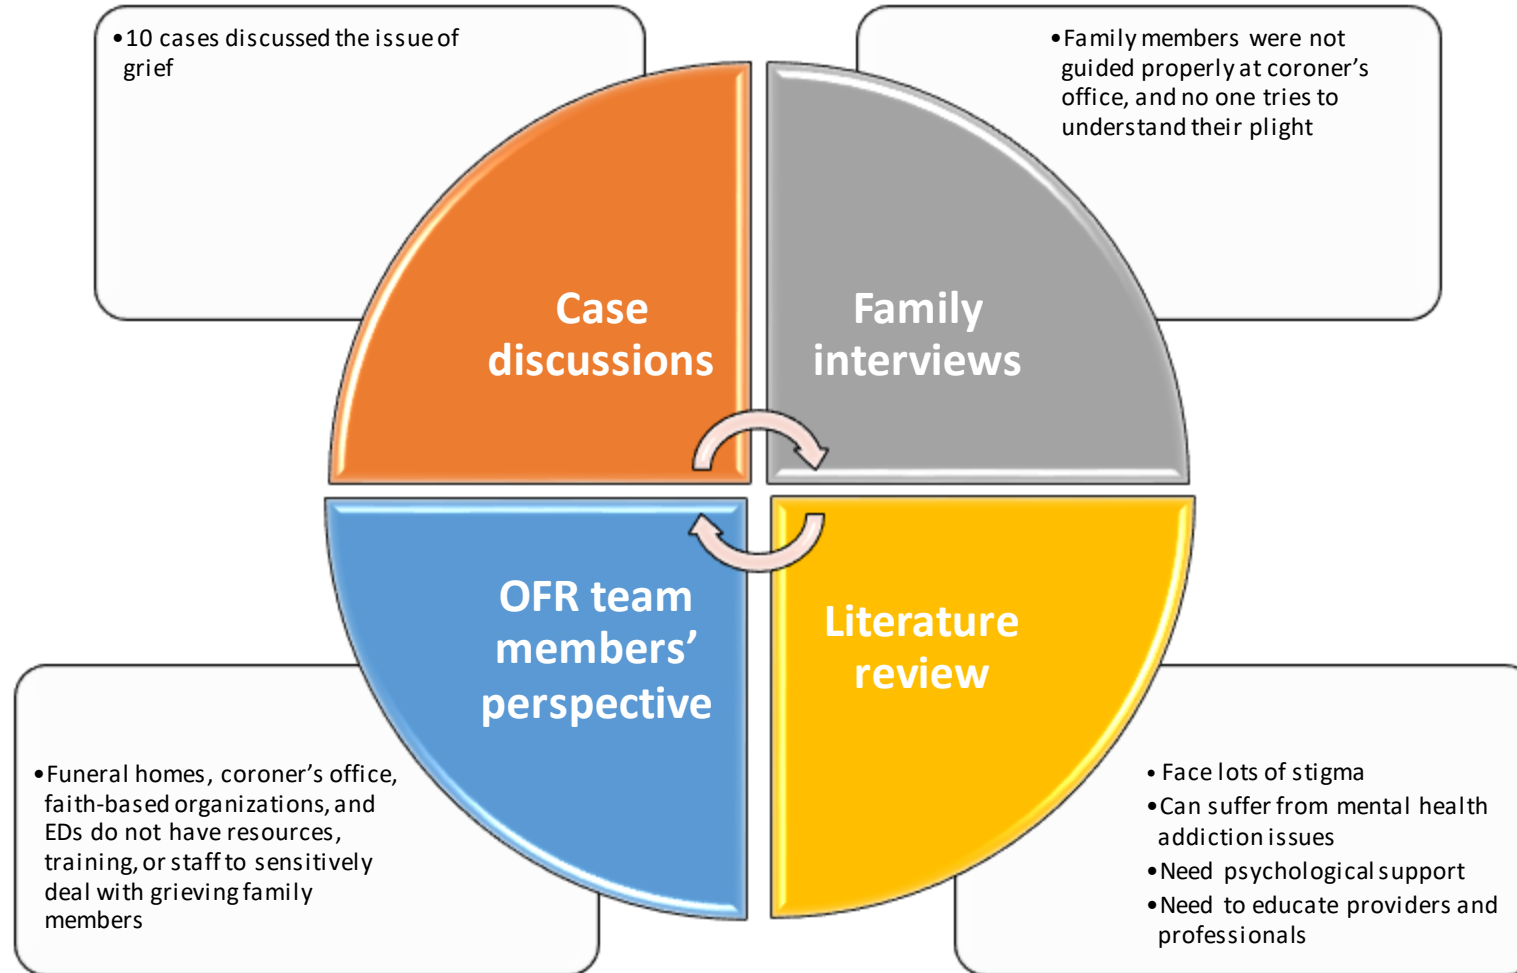 •10 cases discussed the issue of
grief
•Family members were not
guided properly at coroner’s
office, and no one tries to
understand their plight
Case
discussions
Family
interviews
OFR team
members’
perspective
Literature
review
•Funeral homes, coroner’s office,
faith-based organizations, and
EDs do not have resources,
training, or staff to sensitively
deal with grieving family
members
• Face lots of stigma
•Can suffer from mental health
addiction issues
•Need psychological support
•Need to educate providers and
professionals